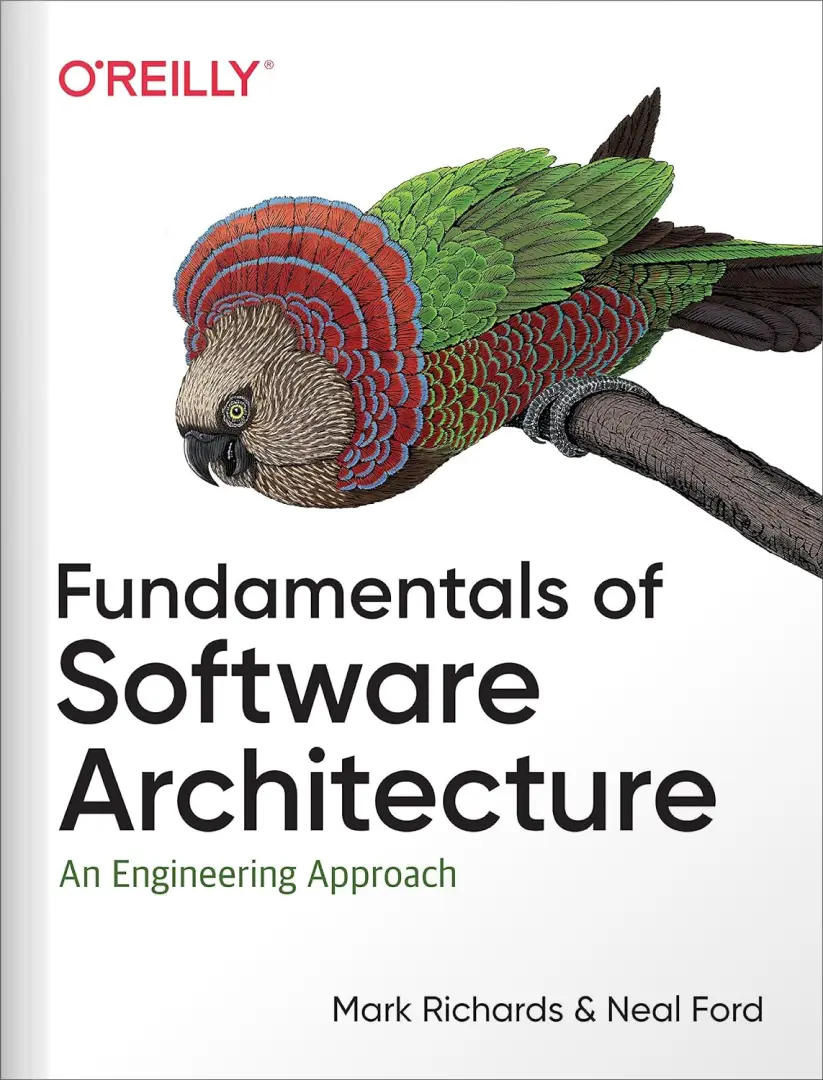 O'REILLY®
Fundamentals of
Software
Architecture
An Engineering Approach
Mark Richards & Neal Ford